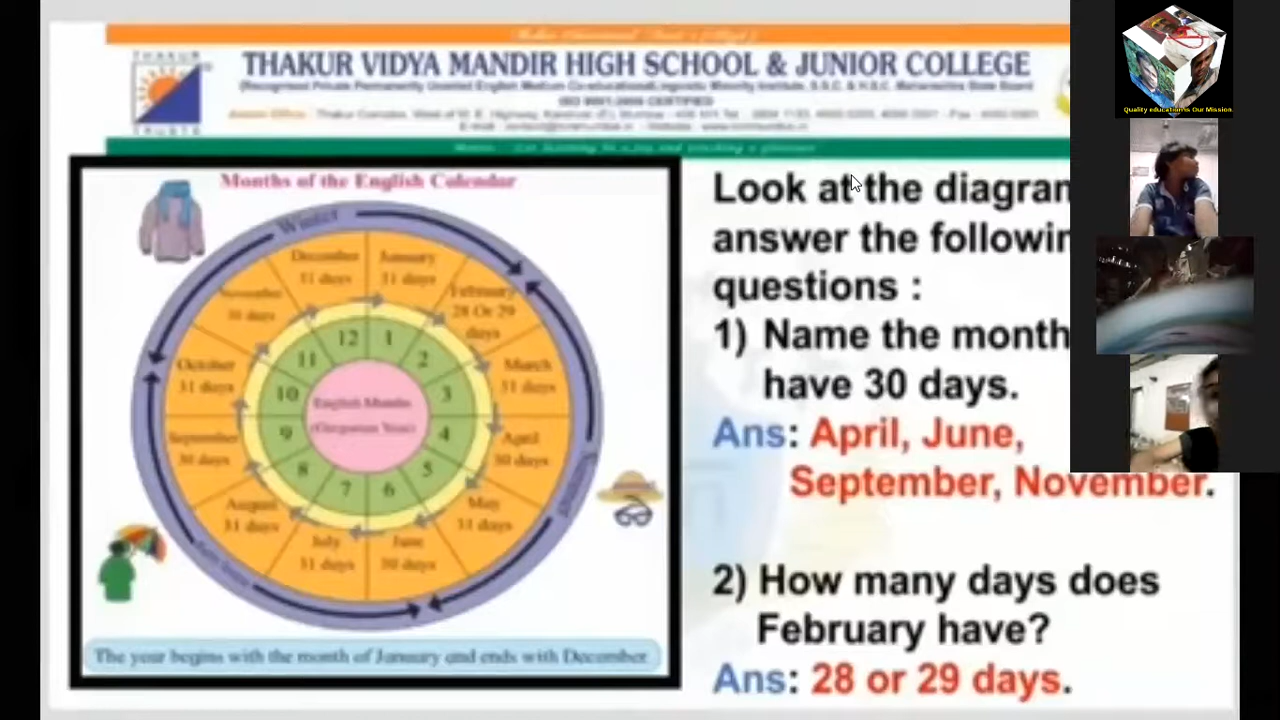 THAKUR
TRUSTS
THAKUR VIDYA MANDIR HIGH SCHOOL & JUNIOR COLLEGE
ISO 9001:2008 CERTIFIED
Months of the English Calendar
Winter
December
31 days
January
31 days
February
28 Or 29
days
March
31 days
April
30 days
May
31 days
June
30 days
July
31 days
August
31 days
September
30 days
October
31 days
November
30 days
1
2
3
4
5
6
7
8
9
10
11
12
English Months
(Gregorian Year)
The year begins with the month of January and ends with December
Look at the diagram
answer the followin
questions :
1) Name the month
have 30 days.
Ans: April, June,
September, November.
2) How many days does
February have?
Ans: 28 or 29 days.
Quality education is Our Mission.